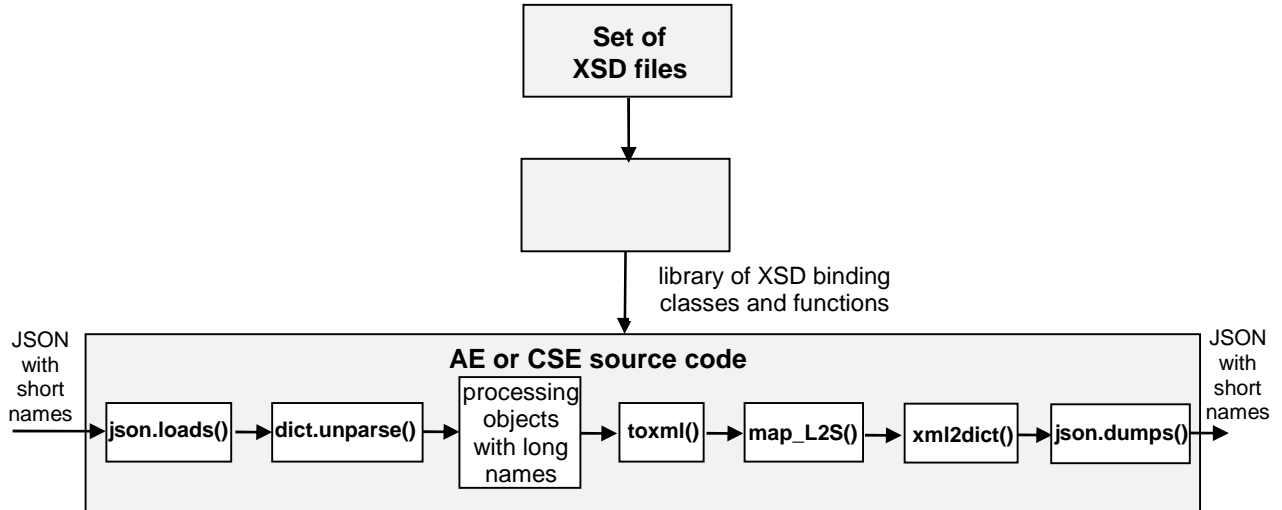 Set of
XSD files
library of XSD binding
classes and functions
JSON
with
short
names
AE or CSE source code
json.loads()
dict.unparse()
processing
objects
with long
names
toxml()
map_L2S()
xml2dict()
json.dumps()
JSON
with
short
names